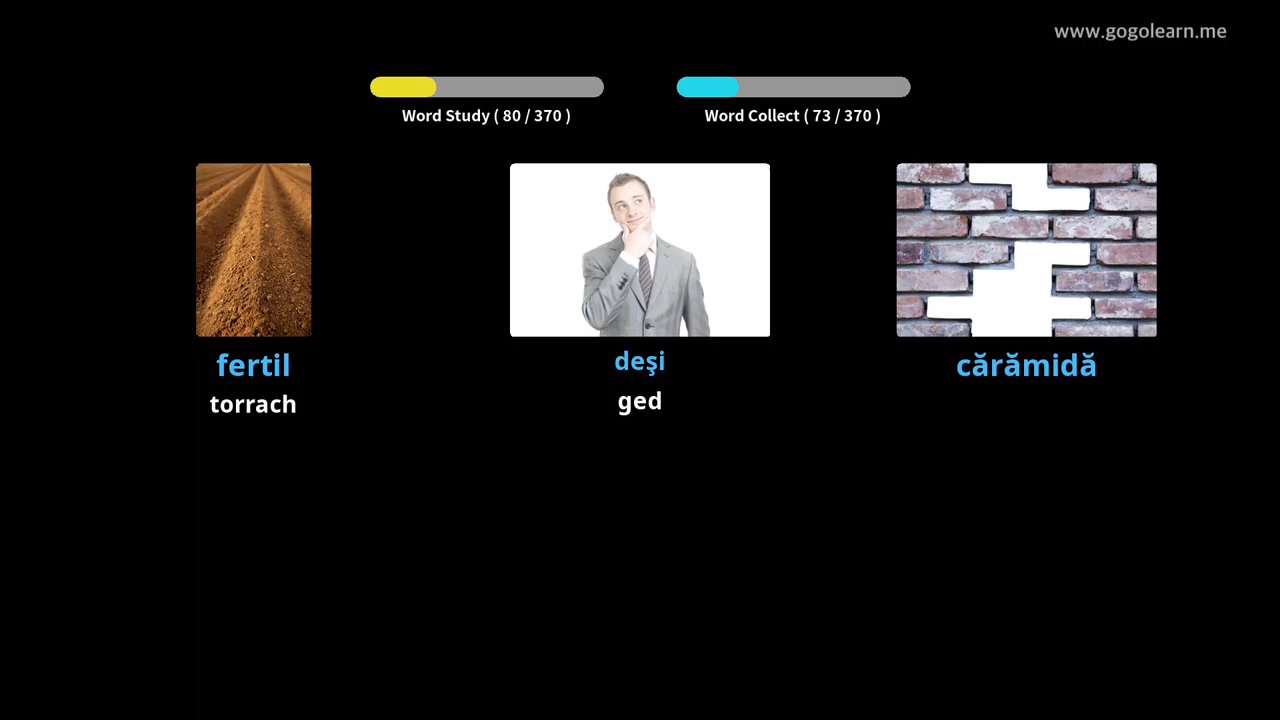 www.gogolearn.me
Word Study ( 80 / 370 )
Word Collect ( 73 / 370 )
fertil
torrach
deşi
ged
cărămidă